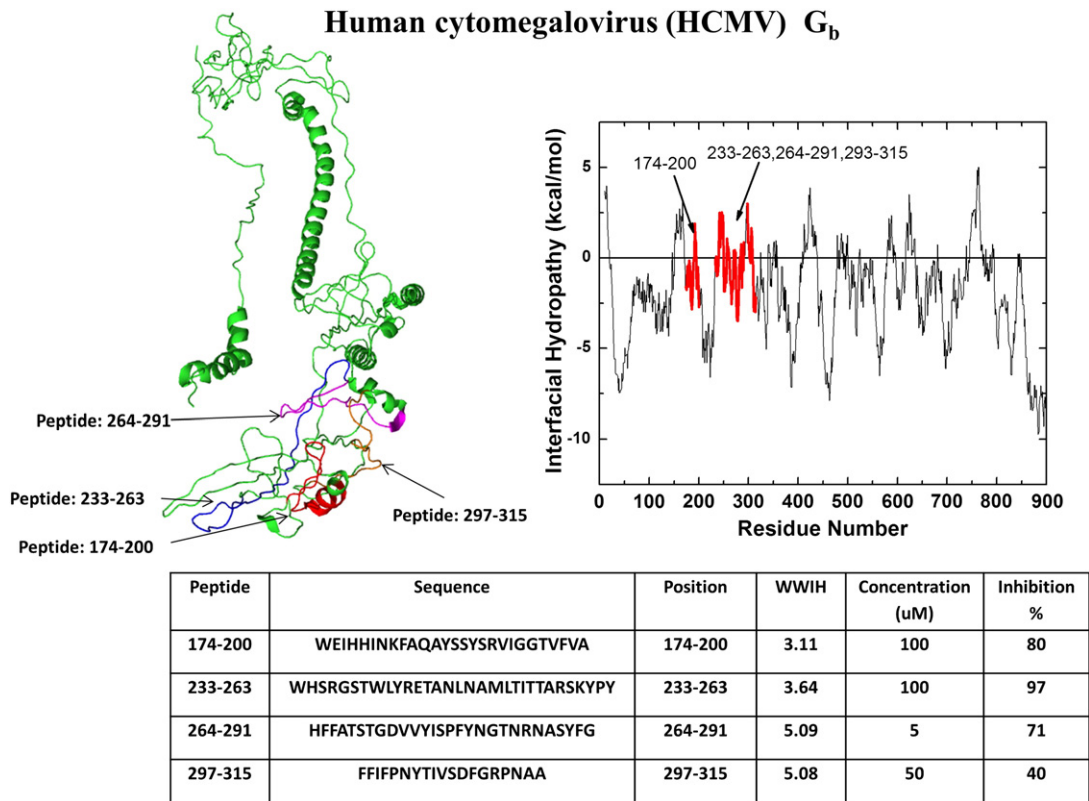 Human cytomegalovirus (HCMV) Gb
Peptide: 264-291
Peptide: 233-263
Peptide: 174-200
Peptide: 297-315
174-200
233-263,264-291,293-315
Interfacial Hydropathy (kcal/mol)
5
0
-5
-10
0 100 200 300 400 500 600 700 800 900
Residue Number
Peptide Sequence Position WWIH Concentration (uM) Inhibition %
174-200 WEIHHINKFAQAYSSYSRVIGGTVFVA 174-200 3.11 100 80
233-263 WHSRGSTWLYRETANLNAMLTITTARSKYPY 233-263 3.64 100 97
264-291 HFFATSTGDVVYISPFYNGTNRNASYFG 264-291 5.09 5 71
297-315 FFIFPNYTIVSDFGRPNAA 297-315 5.08 50 40